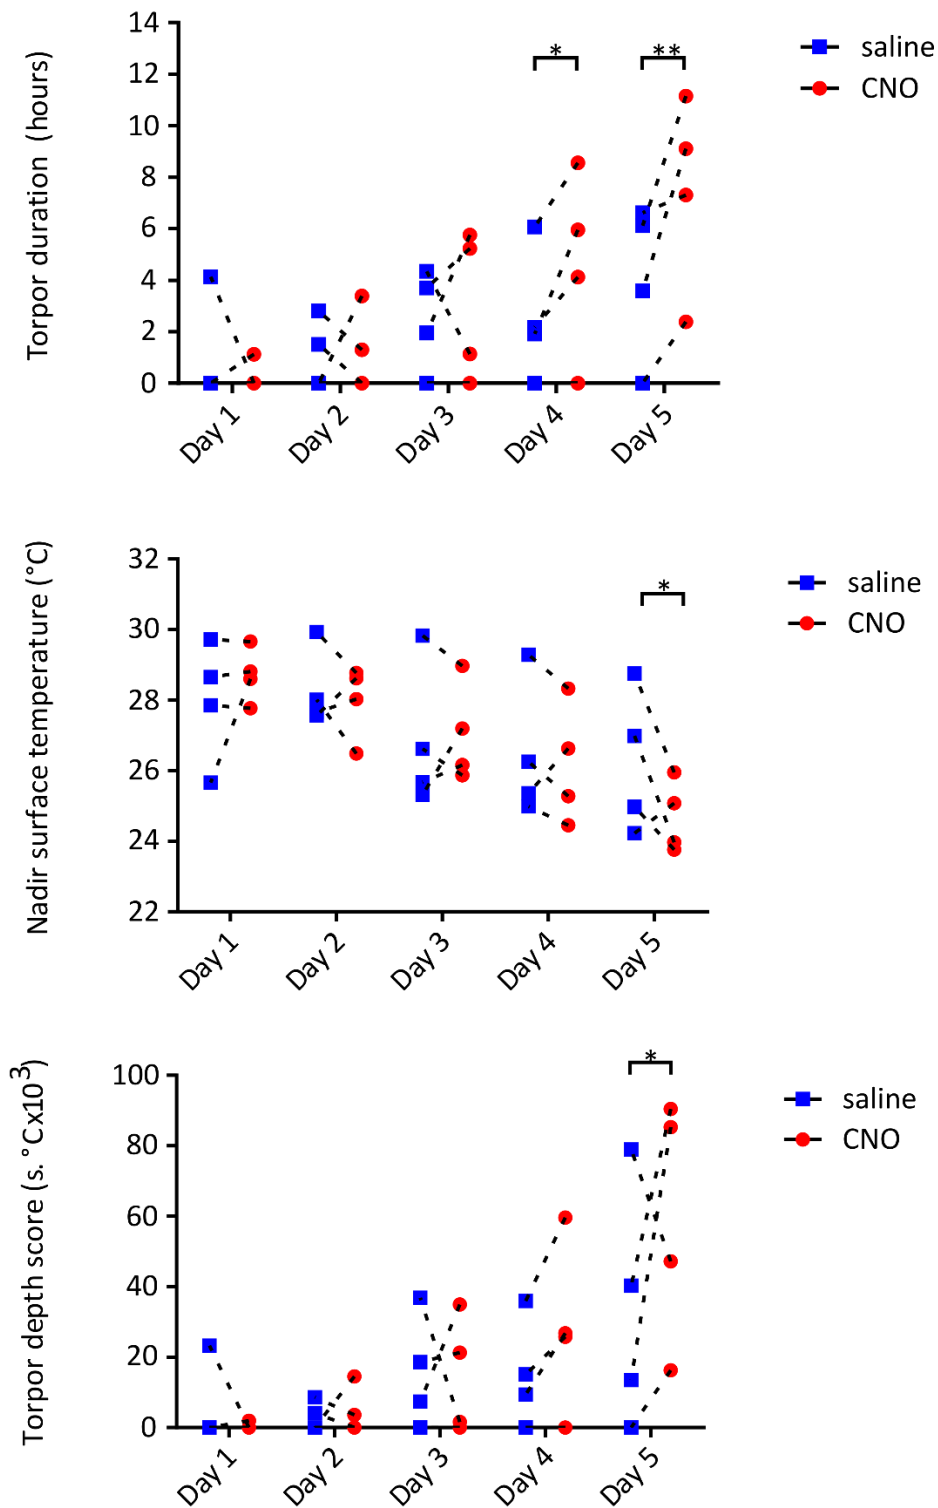 Torpor duration (hours)
14
12
10
8
6
4
2
0
*
**
saline
CNO
Day 1
Day 2
Day 3
Day 4
Day 5
Nadir surface temperature (°C)
32
30
28
26
24
22
*
saline
CNO
Day 1
Day 2
Day 3
Day 4
Day 5
Torpor depth score (s. °Cx10³)
100
80
60
40
20
0
*
saline
CNO
Day 1
Day 2
Day 3
Day 4
Day 5